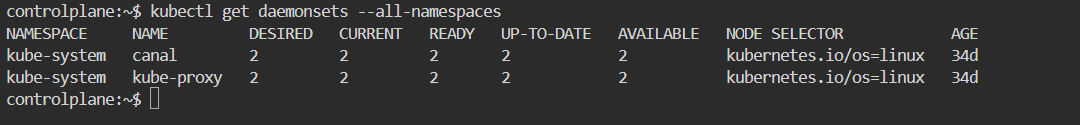 controlplane:~$ kubectl get daemonsets --all-namespaces
NAMESPACE     NAME         DESIRED   CURRENT   READY   UP-TO-DATE   AVAILABLE   NODE SELECTOR            AGE
kube-system   canal        2         2         2       2            2           kubernetes.io/os=linux   34d
kube-system   kube-proxy   2         2         2       2            2           kubernetes.io/os=linux   34d
controlplane:~$